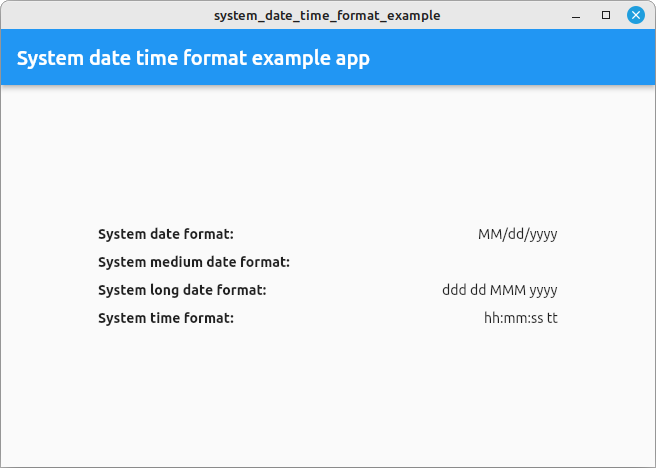 system_date_time_format_example
System date time format example app
System date format: MM/dd/yyyy
System medium date format:
System long date format: ddd dd MMM yyyy
System time format: hh:mm:ss tt